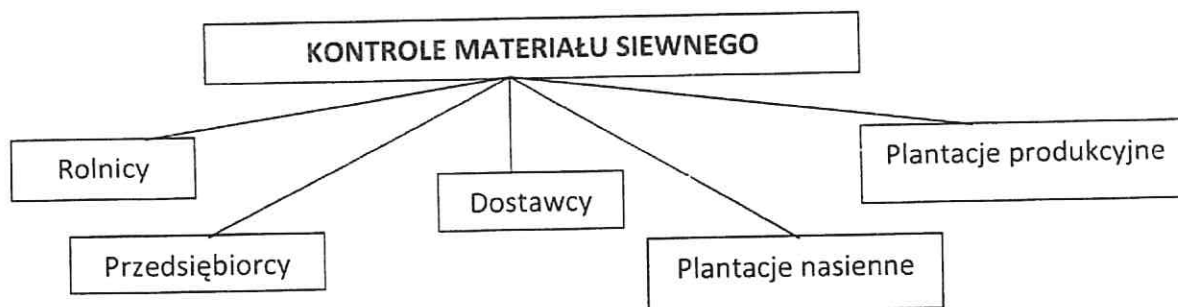 KONTROLE MATERIAŁU SIEWNEGO
Rolnicy
Przedsiębiorcy
Dostawcy
Plantacje nasienne
Plantacje produkcyjne